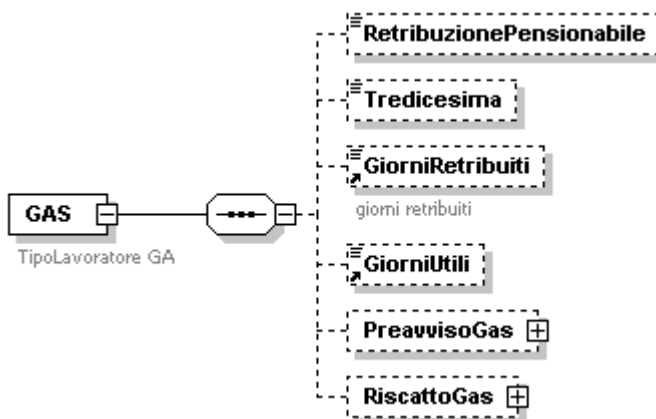 RetribuzionePensionabile
Tredicesima
GiorniRetribuiti
giorni retribuiti
GAS
TipoLavoratore GA
GiorniUtili
PreavvisoGas
RiscattoGas